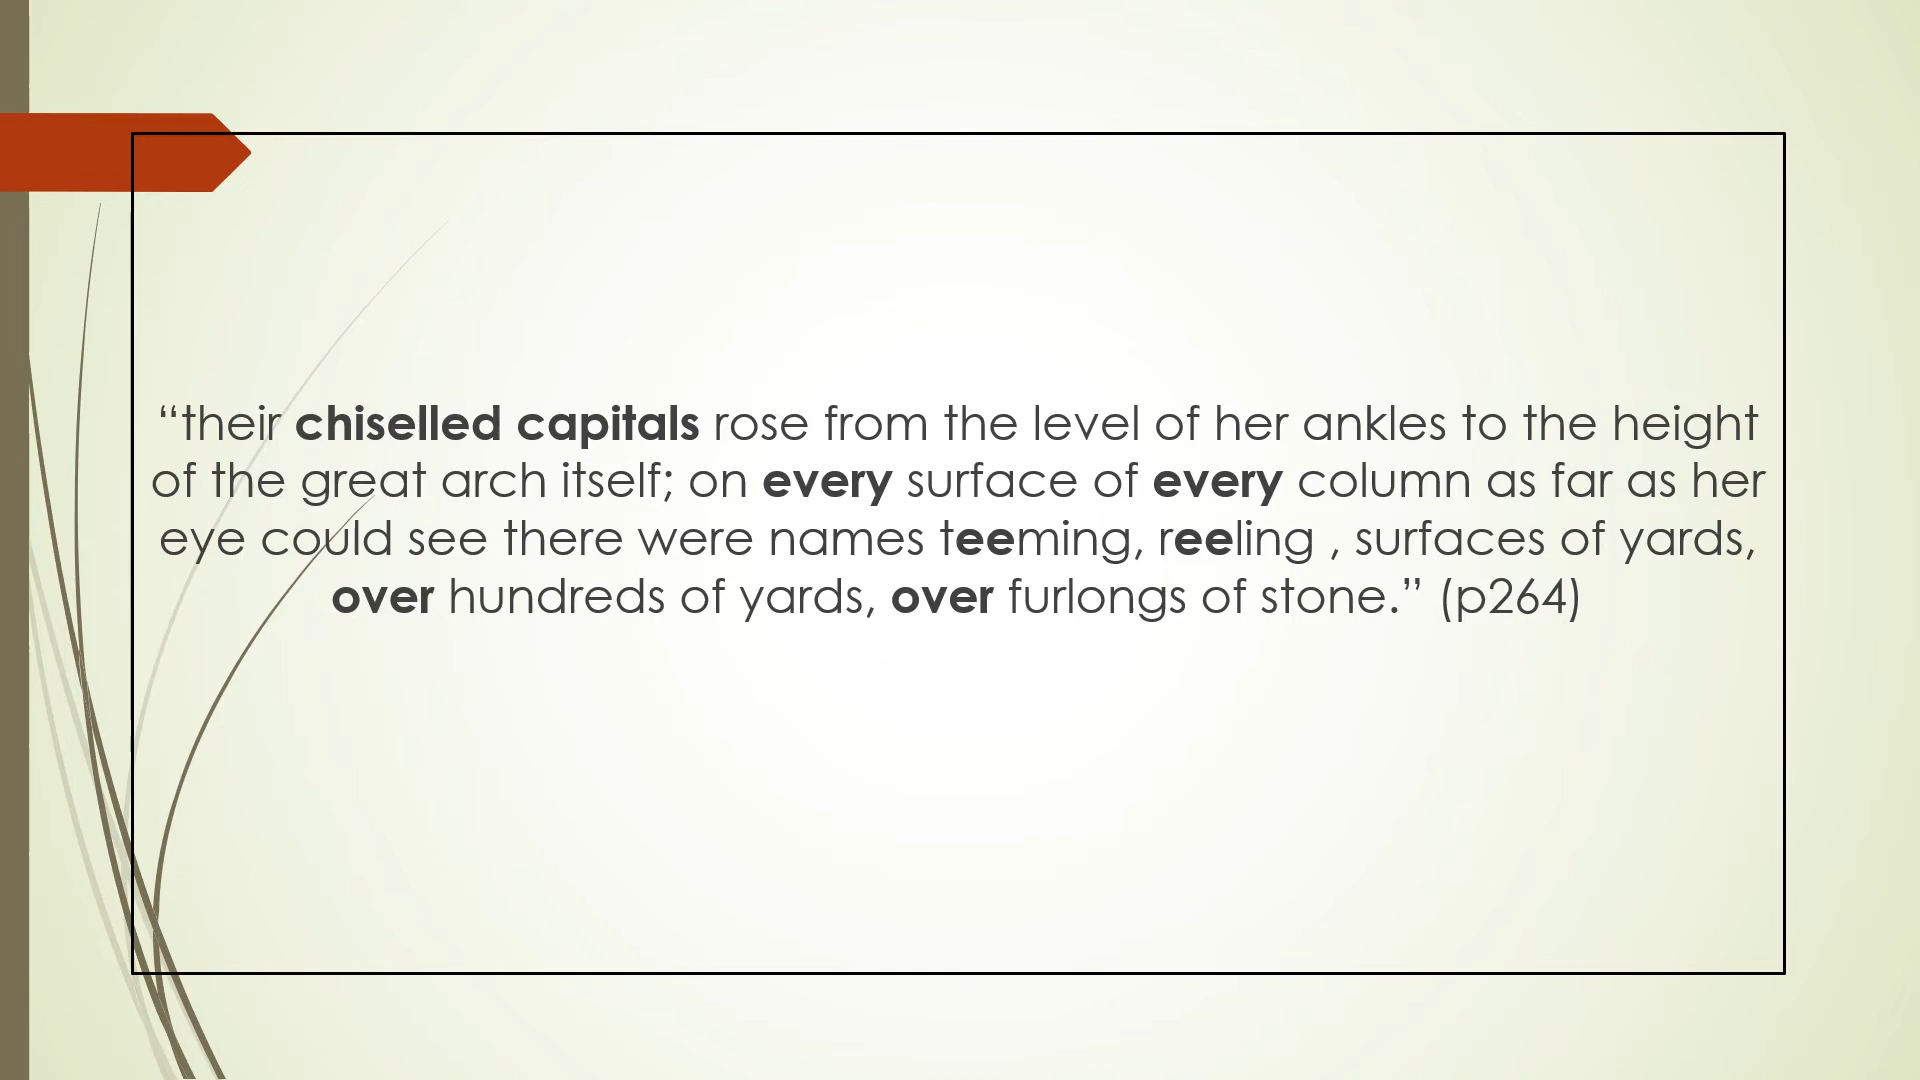 “their chiselled capitals rose from the level of her ankles to the height
of the great arch itself; on every surface of every column as far as her
eye could see there were names teeming, reeling , surfaces of yards,
over hundreds of yards, over furlongs of stone.” (p264)